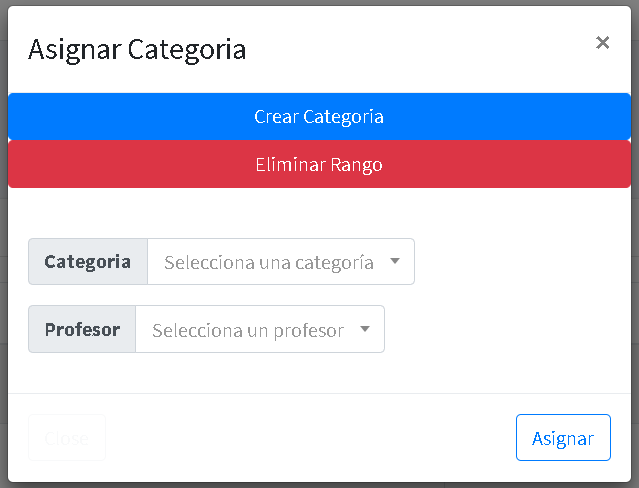 Asignar Categoria
×
Crear Categoria
Eliminar Rango
Categoria Selecciona una categoría
Profesor Selecciona un profesor
Close Asignar